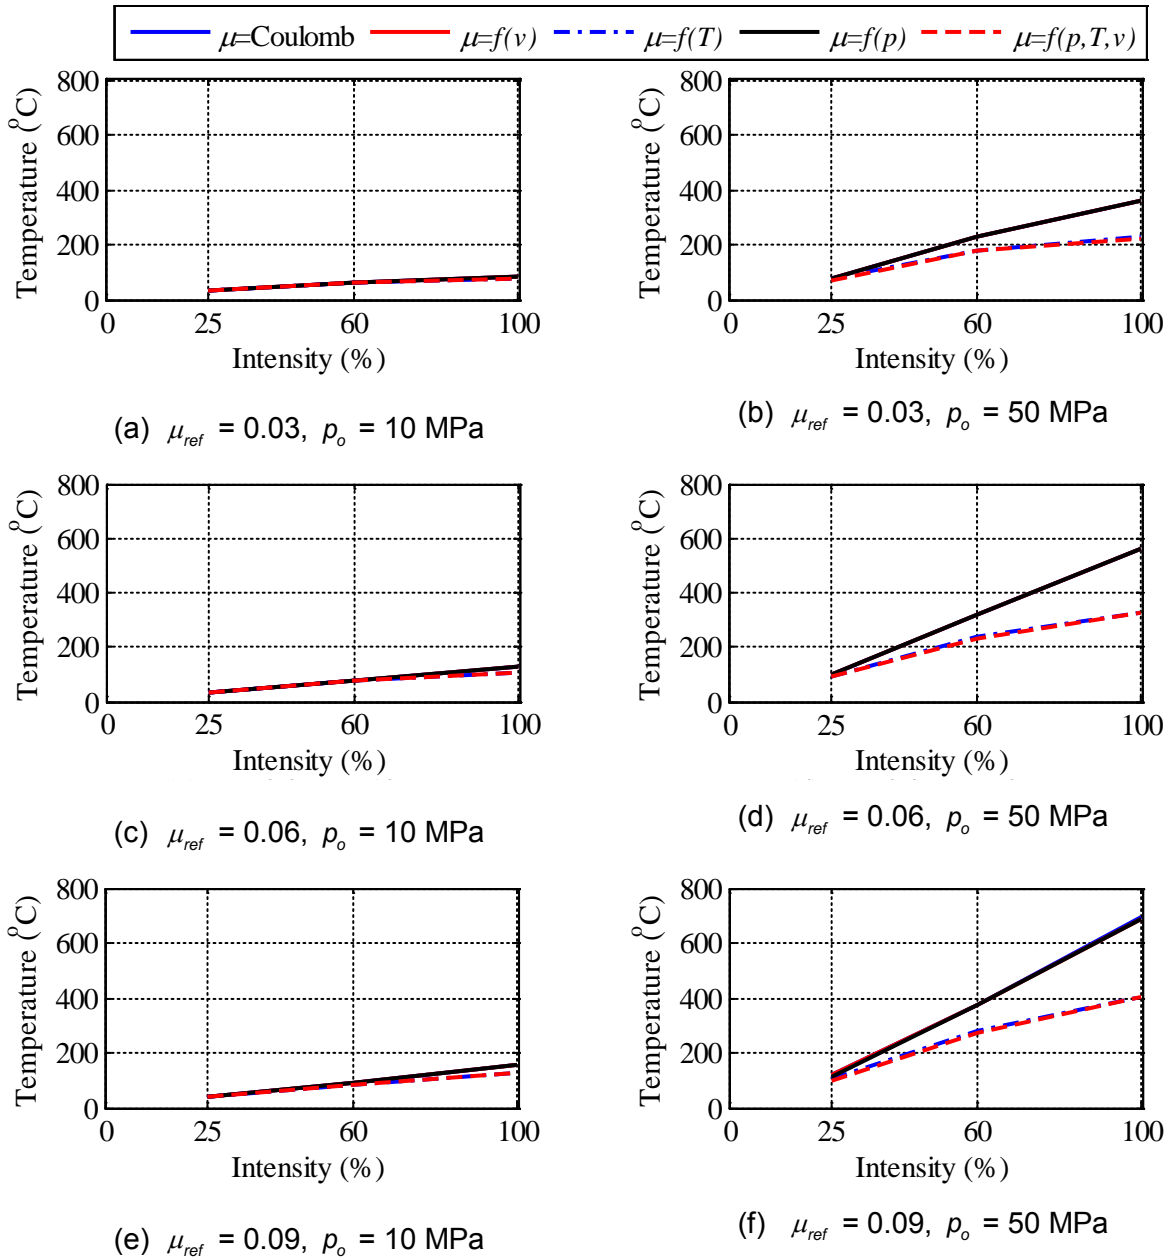 μ=Coulomb μ=f(v) μ=f(T) μ=f(p) μ=f(p,T,v)
Temperature (°C)
800
600
400
200
0
0 25 60 100
Intensity (%)
(a) μref = 0.03, po = 10 MPa
Temperature (°C)
800
600
400
200
0
0 25 60 100
Intensity (%)
(b) μref = 0.03, po = 50 MPa
Temperature (°C)
800
600
400
200
0
0 25 60 100
Intensity (%)
(c) μref = 0.06, po = 10 MPa
Temperature (°C)
800
600
400
200
0
0 25 60 100
Intensity (%)
(d) μref = 0.06, po = 50 MPa
Temperature (°C)
800
600
400
200
0
0 25 60 100
Intensity (%)
(e) μref = 0.09, po = 10 MPa
Temperature (°C)
800
600
400
200
0
0 25 60 100
Intensity (%)
(f) μref = 0.09, po = 50 MPa